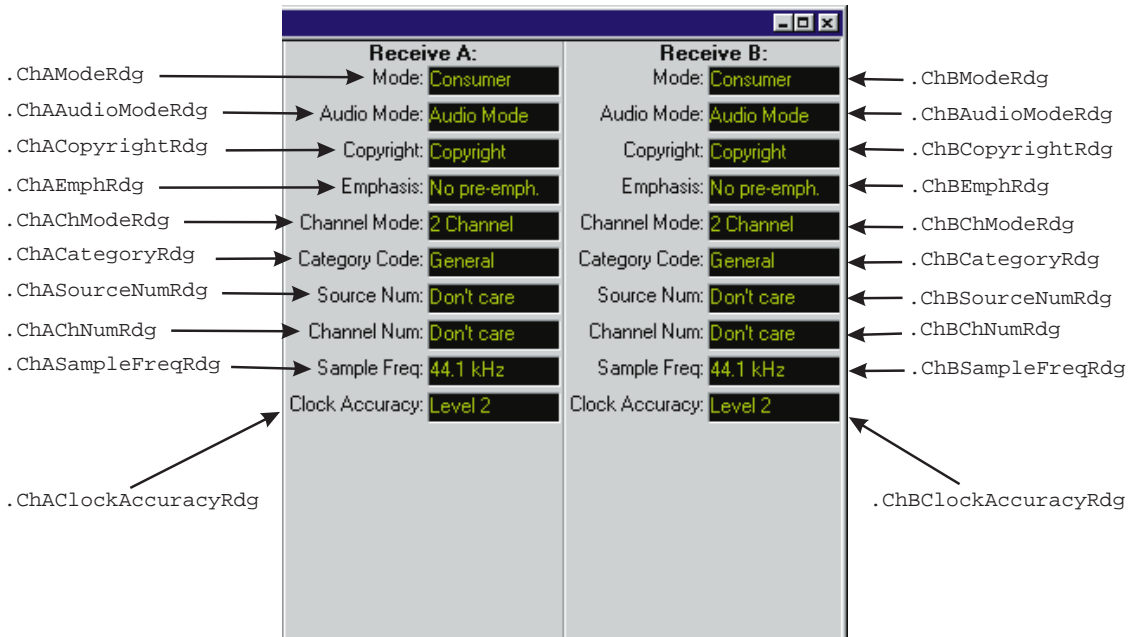 Receive A: Receive B:
.ChAModeRdg Mode: Consumer Mode: Consumer .ChBModeRdg
.ChAAudioModeRdg Audio Mode: Audio Mode Audio Mode: Audio Mode .ChBAudioModeRdg
.ChACopyrightRdg Copyright: Copyright Copyright: Copyright .ChBCopyrightRdg
.ChAEmphRdg Emphasis: No pre-emph. Emphasis: No pre-emph. .ChBEmphRdg
.ChAChModeRdg Channel Mode: 2 Channel Channel Mode: 2 Channel .ChBChModeRdg
.ChACategoryRdg Category Code: General Category Code: General .ChBCategoryRdg
.ChASourceNumRdg Source Num: Don't care Source Num: Don't care .ChBSourceNumRdg
.ChAChNumRdg Channel Num: Don't care Channel Num: Don't care .ChBChNumRdg
.ChASampleFreqRdg Sample Freq: 44.1 kHz Sample Freq: 44.1 kHz .ChBSampleFreqRdg
Clock Accuracy: Level 2 Clock Accuracy: Level 2
.ChAClockAccuracyRdg .ChBClockAccuracyRdg